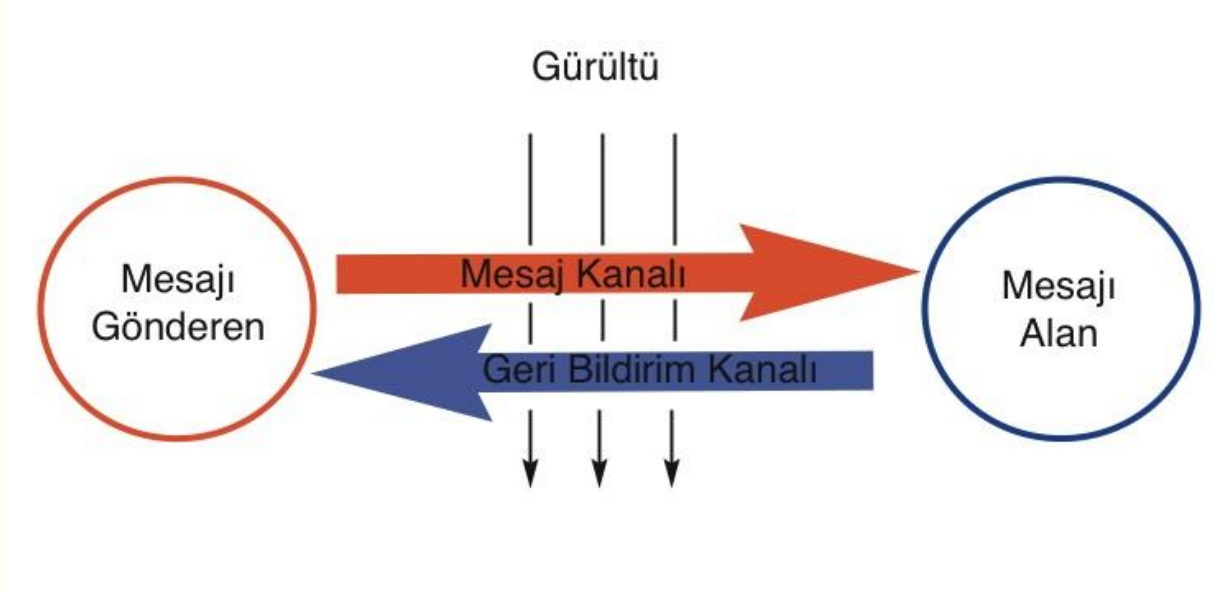 Gürültü
Mesajı
Gönderen
Mesaj Kanalı
Geri Bildirim Kanalı
Mesajı
Alan